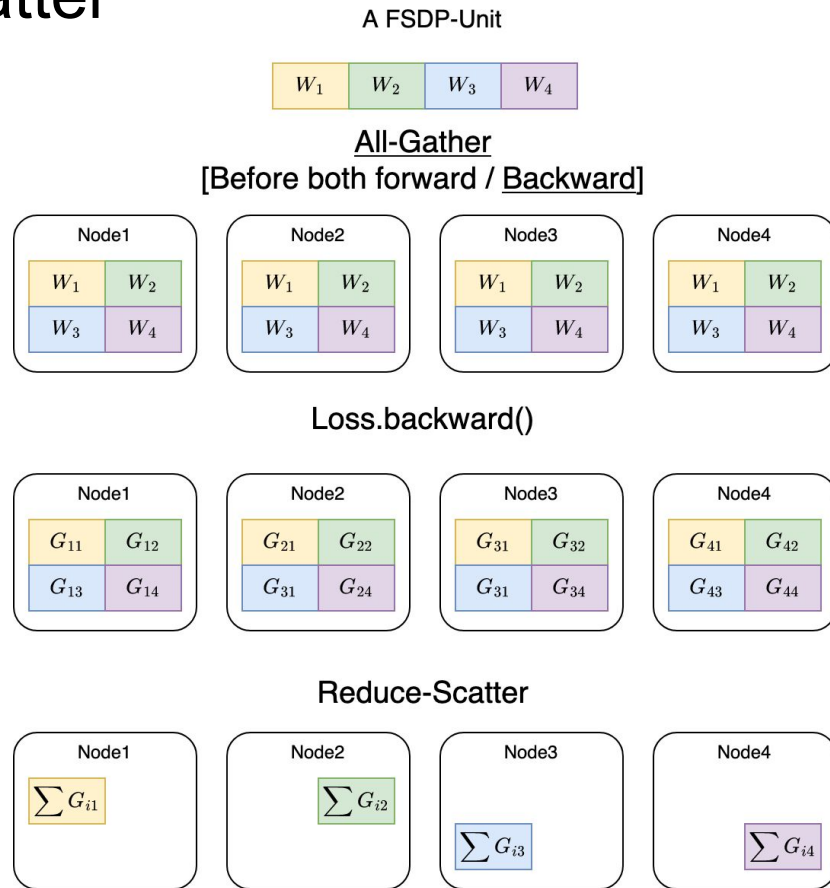 A FSDP-Unit
W₁ W₂ W₃ W₄
All-Gather
[Before both forward / Backward]
Node1 Node2 Node3 Node4
W₁ W₂ W₁ W₂ W₁ W₂ W₁ W₂
W₃ W₄ W₃ W₄ W₃ W₄ W₃ W₄
Loss.backward()
Node1 Node2 Node3 Node4
G₁₁ G₁₂ G₂₁ G₂₂ G₃₁ G₃₂ G₄₁ G₄₂
G₁₃ G₁₄ G₃₁ G₂₄ G₃₁ G₃₄ G₄₃ G₄₄
Reduce-Scatter
Node1 Node2 Node3 Node4
∑ Gᵢ₁ ∑ Gᵢ₂
∑ Gᵢ₃ ∑ Gᵢ₄